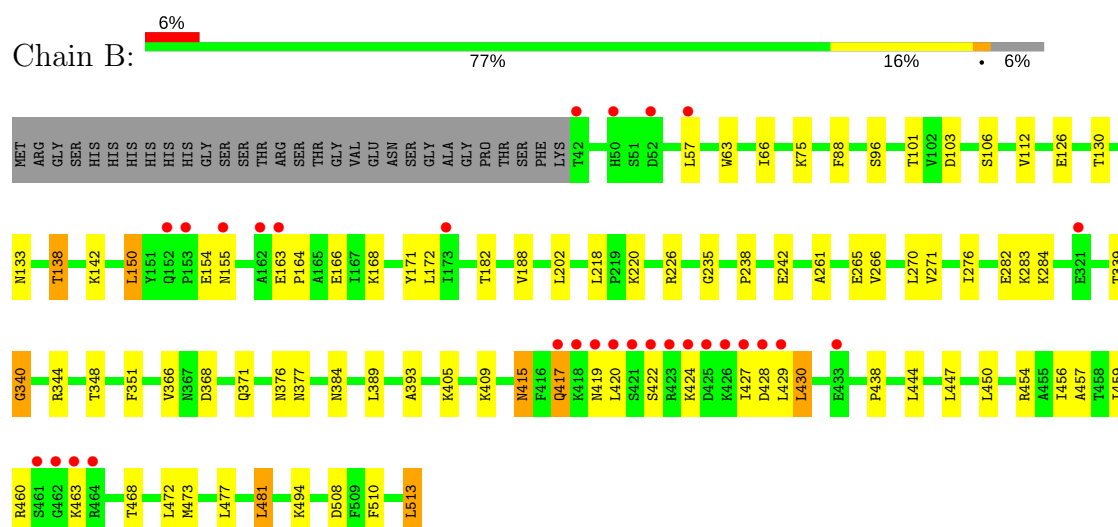 6%
Chain B:
77% 16% • 6%
MET ARG GLY SER HIS HIS HIS HIS HIS HIS GLY SER SER THR ARG SER THR GLY VAL GLU ASN SER GLY ALA GLY PRO THR SER PHE LYS T42 H50 S51 D52 L57 W63 I66 K75 F88 S96 T101 V102 D103 S106 V112 E126 T130
N133 T138 K142 L150 Y151 Q152 P153 E154 N155 A162 E163 P164 A165 E166 I167 K168 Y171 L172 I173 T182 V188 L202 L218 P219 K220 R226 G235 P238 E242 A261 E265 V266 L270 V271 I276 E282 K283 K284 E321 T339
G340 R344 T348 F351 V366 N367 D368 Q371 N376 N377 N384 L389 A393 K405 K409 N415 F416 Q417 K418 N419 L420 S421 S422 R423 K424 D425 K426 I427 D428 L429 L430 E433 P438 L444 L447 L450 R454 A455 I456 A457 T458 I459
R460 S461 G462 K463 R464 T468 L472 M473 L477 L481 K494 D508 F509 F510 L513